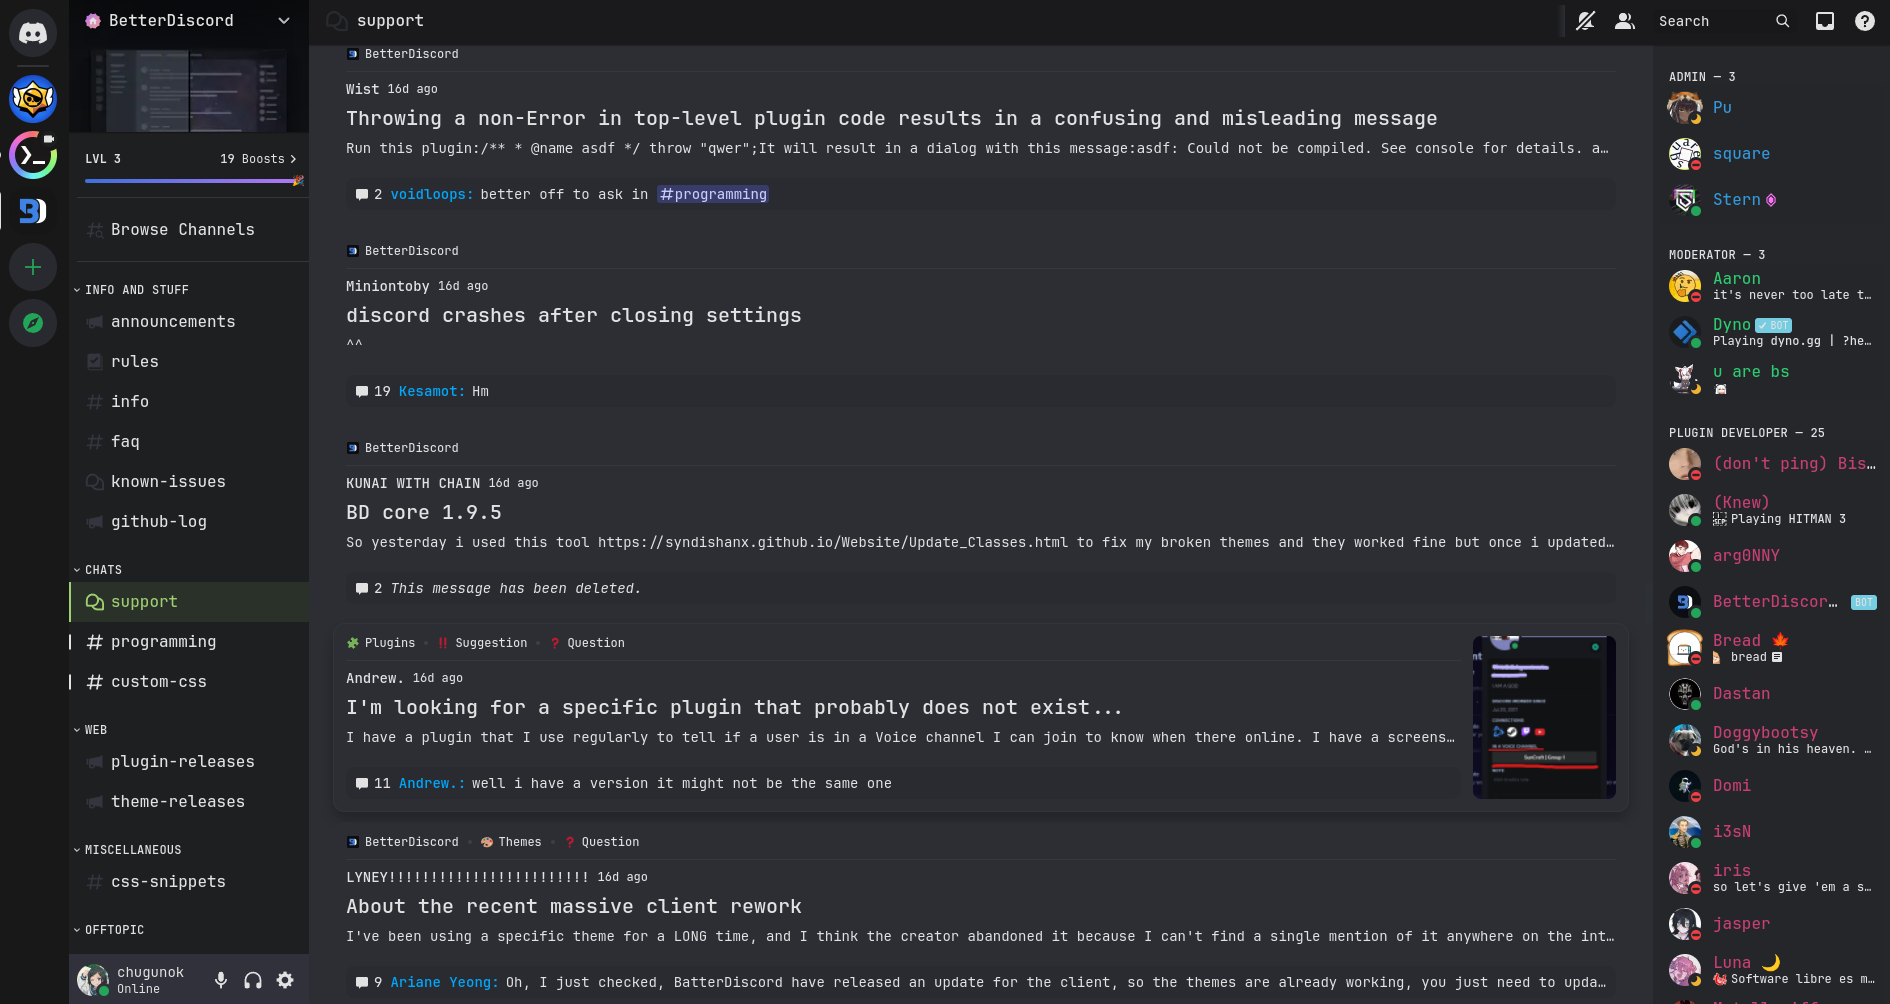 BetterDiscord
LVL 3
19 Boosts
Browse Channels
INFO AND STUFF
announcements
rules
info
faq
known-issues
github-log
CHATS
support
programming
custom-css
WEB
plugin-releases
theme-releases
MISCELLANEOUS
css-snippets
OFFTOPIC
chugunok
Online
support
Search
BetterDiscord
Wist 16d ago
Throwing a non-Error in top-level plugin code results in a confusing and misleading message
Run this plugin:/** * @name asdf */ throw "qwer";It will result in a dialog with this message:asdf: Could not be compiled. See console for details. a…
2 voidloops: better off to ask in #programming
BetterDiscord
Miniontoby 16d ago
discord crashes after closing settings
^^
19 Kesamot: Hm
BetterDiscord
KUNAI WITH CHAIN 16d ago
BD core 1.9.5
So yesterday i used this tool https://syndishanx.github.io/Website/Update_Classes.html to fix my broken themes and they worked fine but once i updated…
2 This message has been deleted.
Plugins • Suggestion • Question
Andrew. 16d ago
I'm looking for a specific plugin that probably does not exist...
I have a plugin that I use regularly to tell if a user is in a Voice channel I can join to know when there online. I have a screens…
11 Andrew.: well i have a version it might not be the same one
BetterDiscord • Themes • Question
LYNEY!!!!!!!!!!!!!!!!!!!!!!!! 16d ago
About the recent massive client rework
I've been using a specific theme for a LONG time, and I think the creator abandoned it because I can't find a single mention of it anywhere on the int…
9 Ariane Yeong: Oh, I just checked, BatterDiscord have released an update for the client, so the themes are already working, you just need to upda…
ADMIN — 3
Pu
square
Stern
MODERATOR — 3
Aaron
it's never too late t…
Dyno BOT
Playing dyno.gg | ?he…
u are bs
PLUGIN DEVELOPER — 25
(don't ping) Bis…
(Knew)
Playing HITMAN 3
arg0NNY
BetterDiscor… BOT
Bread
bread
Dastan
Doggybootsy
God's in his heaven. …
Domi
i3sN
iris
so let's give 'em a s…
jasper
Luna
Software libre es m…